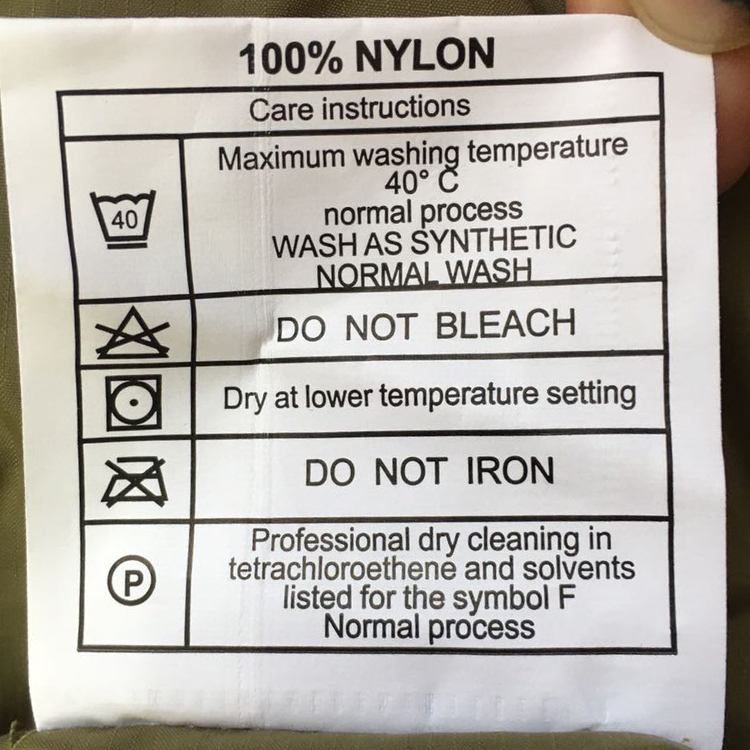 100% NYLON
Care instructions
40
Maximum washing temperature
40° C
normal process
WASH AS SYNTHETIC
NORMAL WASH
DO NOT BLEACH
Dry at lower temperature setting
DO NOT IRON
P
Professional dry cleaning in
tetrachloroethene and solvents
listed for the symbol F
Normal process